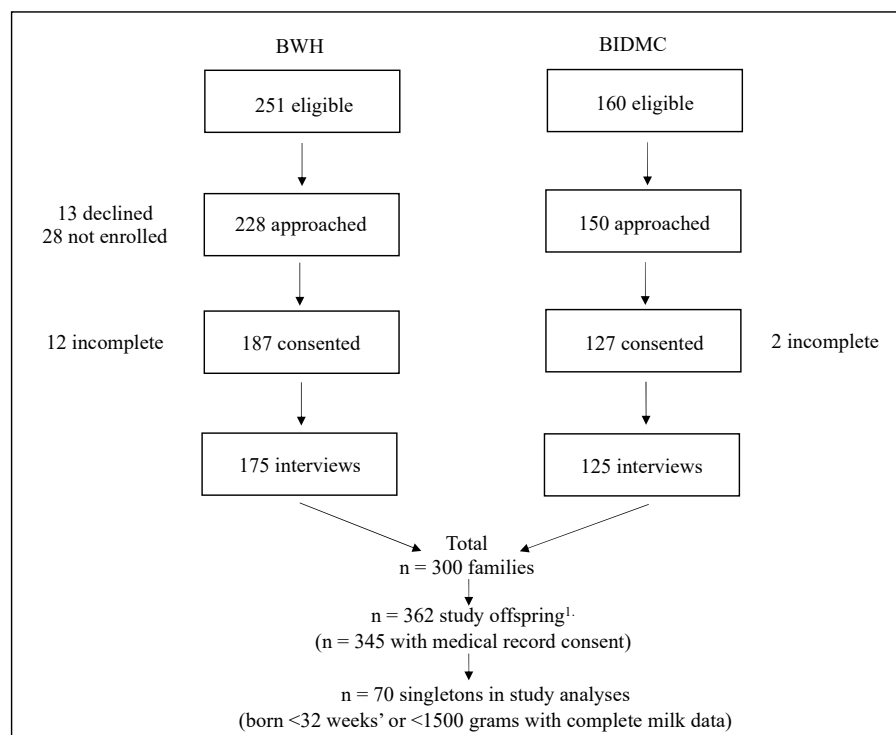 BWH
BIDMC
251 eligible
160 eligible
13 declined
28 not enrolled
228 approached
150 approached
12 incomplete
187 consented
127 consented
2 incomplete
175 interviews
125 interviews
Total
n = 300 families
n = 362 study offspring¹·
(n = 345 with medical record consent)
n = 70 singletons in study analyses
(born <32 weeks’ or <1500 grams with complete milk data)